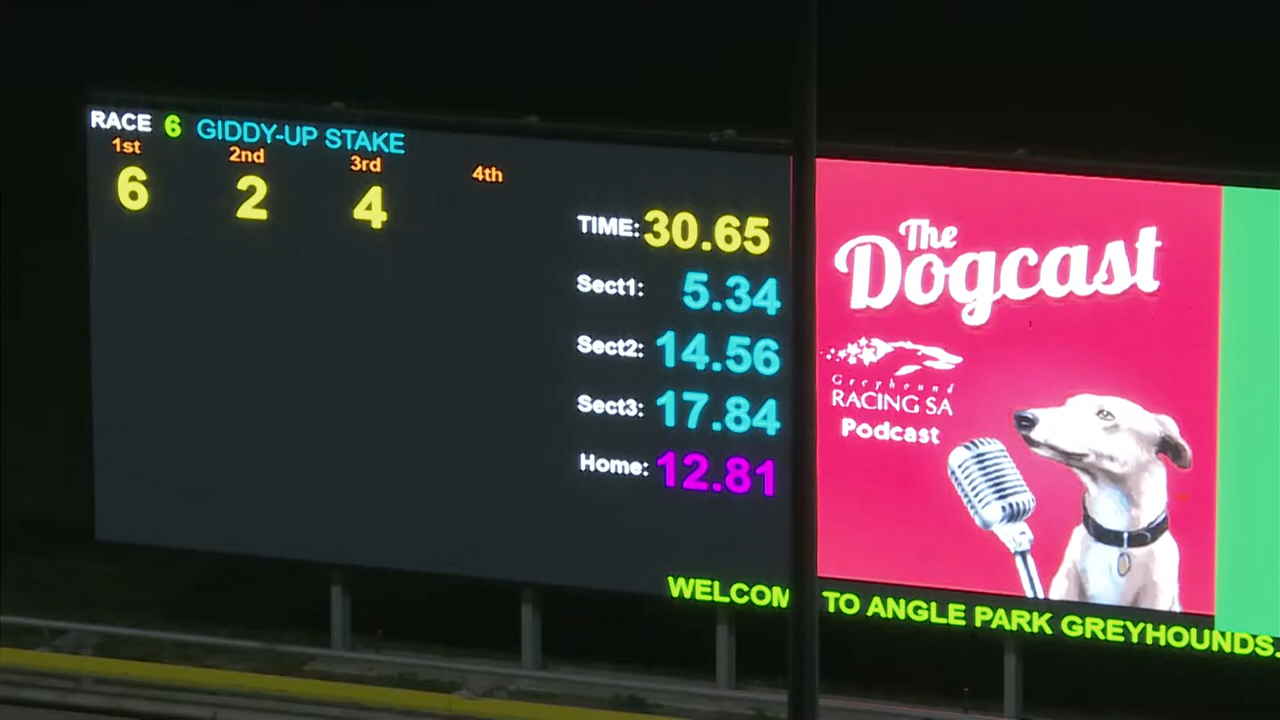 RACE 6 GIDDY-UP STAKE
1st 2nd 3rd 4th
6 2 4
TIME: 30.65
Sect1: 5.34
Sect2: 14.56
Sect3: 17.84
Home: 12.81
The
Dogcast
Greyhound
RACING SA
Podcast
WELCOM TO ANGLE PARK GREYHOUNDS.